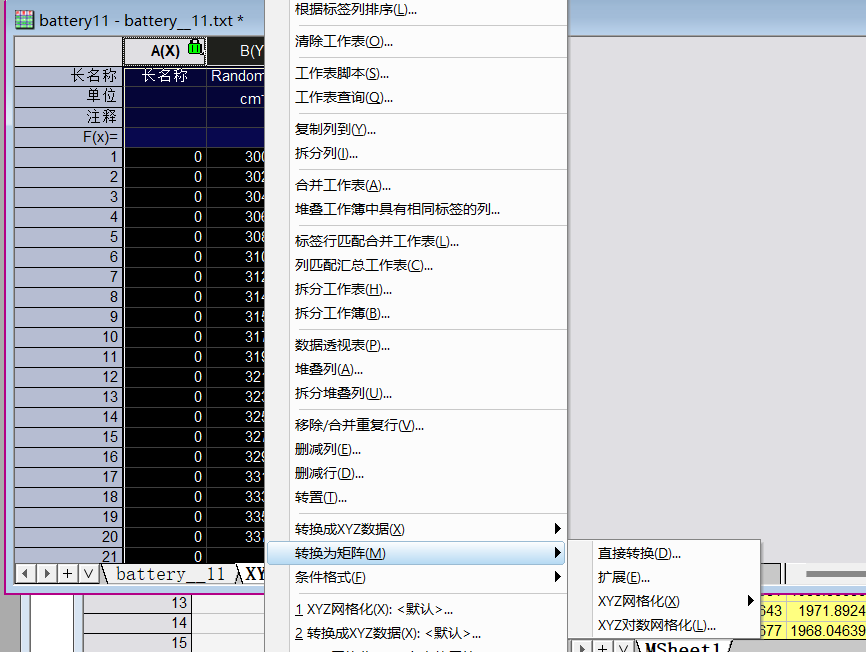 battery11 - battery__11.txt *
A(X) B(Y
长名称 长名称 Random
单位 cm
注释
F(x)=
1 0 300
2 0 302
3 0 304
4 0 306
5 0 308
6 0 310
7 0 312
8 0 314
9 0 315
10 0 317
11 0 319
12 0 321
13 0 323
14 0 325
15 0 327
16 0 329
17 0 331
18 0 333
19 0 335
20 0 337
21 0
battery__11 XY
13
14
15
根据标签列排序(L)...
清除工作表(O)...
工作表脚本(S)...
工作表查询(Q)...
复制列到(Y)...
拆分列(I)...
合并工作表(A)...
堆叠工作簿中具有相同标签的列...
标签行匹配合并工作表(L)...
列匹配汇总工作表(C)...
拆分工作表(H)...
拆分工作簿(B)...
数据透视表(P)...
堆叠列(A)...
拆分堆叠列(U)...
移除/合并重复行(V)...
删减列(E)...
删减行(D)...
转置(T)...
转换成XYZ数据(X)
转换为矩阵(M)
条件格式(F)
1 XYZ网格化(X): <默认>...
2 转换成XYZ数据(X): <默认>...
直接转换(D)...
扩展(E)...
XYZ网格化(X)
XYZ对数网格化(L)...
643 1971.8924
677 1968.04639
MSheet1